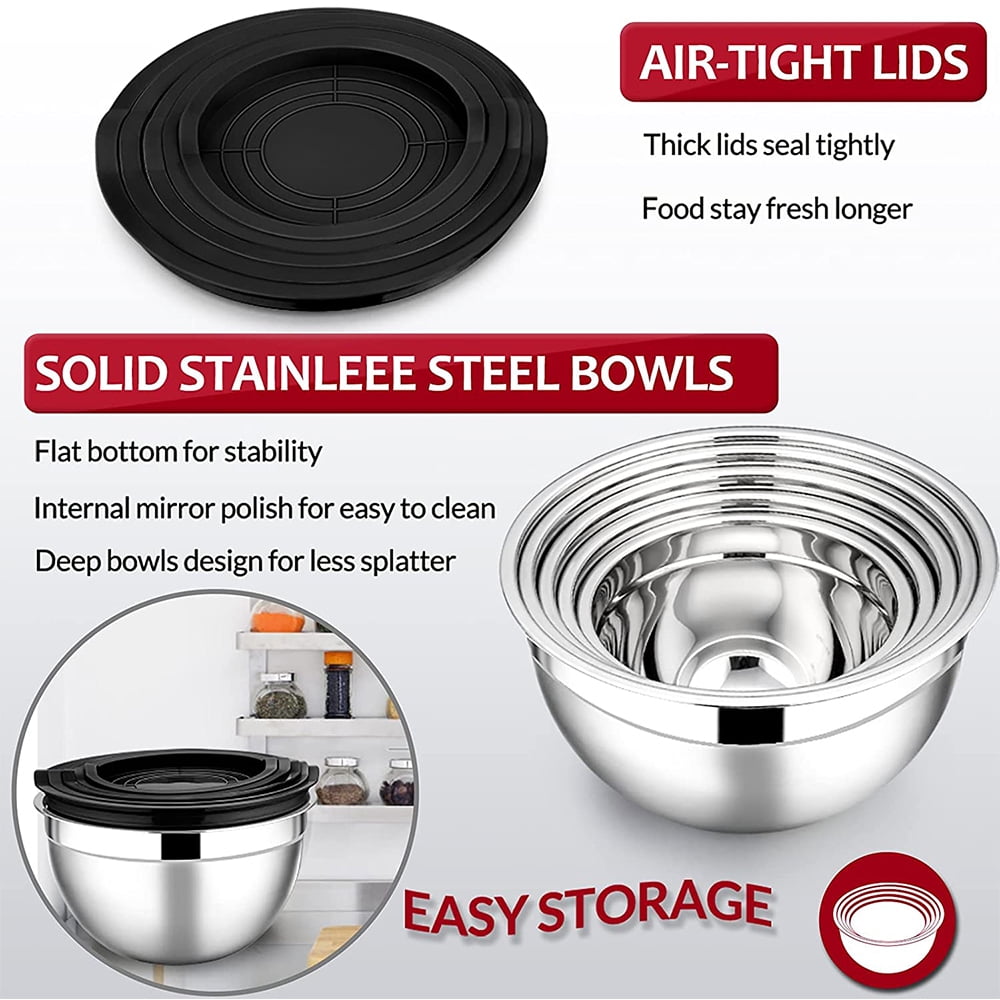 AIR-TIGHT LIDS
Thick lids seal tightly
Food stay fresh longer
SOLID STAINLEEE STEEL BOWLS
Flat bottom for stability
Internal mirror polish for easy to clean
Deep bowls design for less splatter
EASY STORAGE